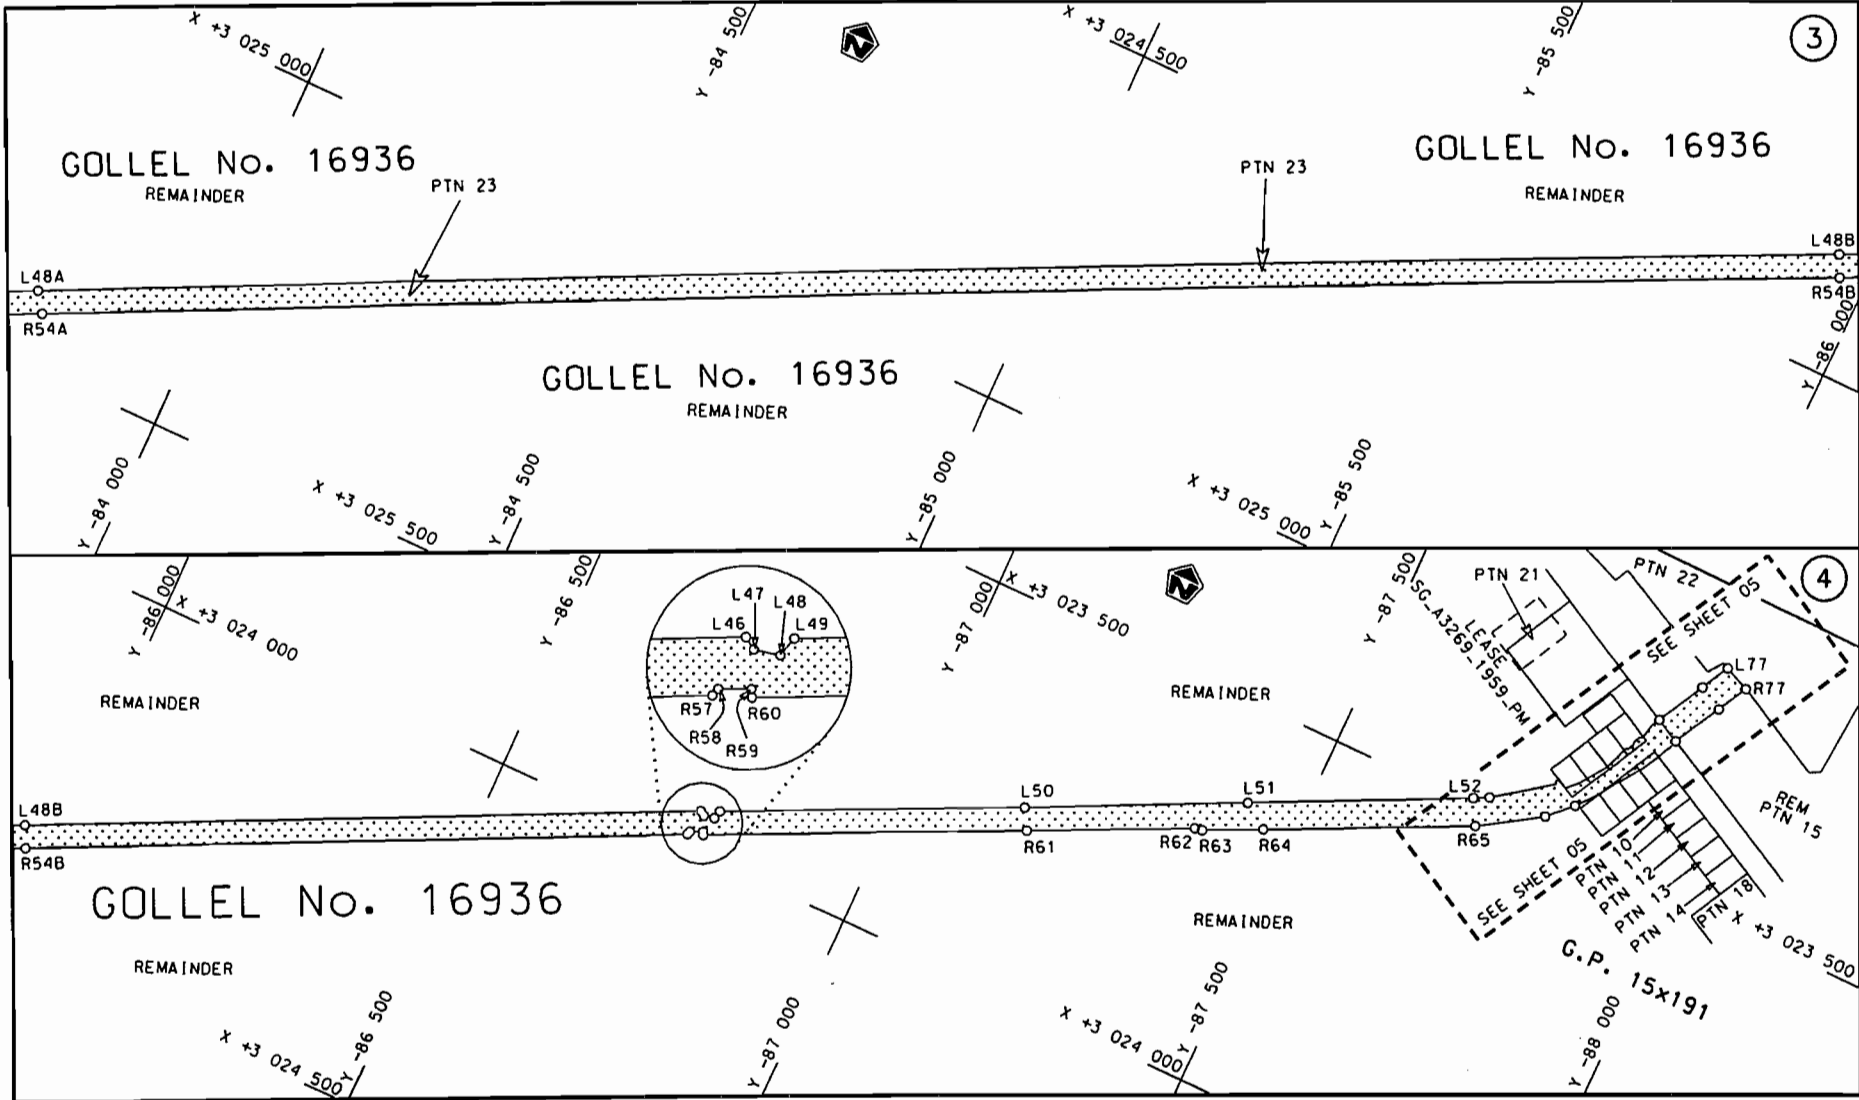 X +3 025 000
Y -84 500
N
X +3 024 500
Y -85 500
3
GOLLEL No. 16936
REMAINDER
PTN 23
PTN 23
GOLLEL No. 16936
REMAINDER
L48A
R54A
L48B
R54B
Y -86 000
GOLLEL No. 16936
REMAINDER
Y -84 000
X +3 025 500
Y -84 500
Y -85 000
X +3 025 000
Y -85 500
Y -86 000
X +3 024 000
Y -86 500
L47
L48
L46
L49
R57
R58
R59
R60
Y -87 000
X +3 023 500
N
Y -87 500
SG_A3269_1959_PM
LEASE
PTN 21
PTN 22
SEE SHEET 05
4
REMAINDER
REMAINDER
L77
R77
L48B
R54B
L50
R61
L51
R62
R63
R64
L52
R65
REM
PTN 15
SEE SHEET 05
PTN 10
PTN 11
PTN 12
PTN 13
PTN 14
PTN 18
X +3 023 500
GOLLEL No. 16936
REMAINDER
REMAINDER
G.P. 15x191
X +3 024 500
Y -86 500
Y -87 000
X +3 024 000
Y -87 500
Y -88 000